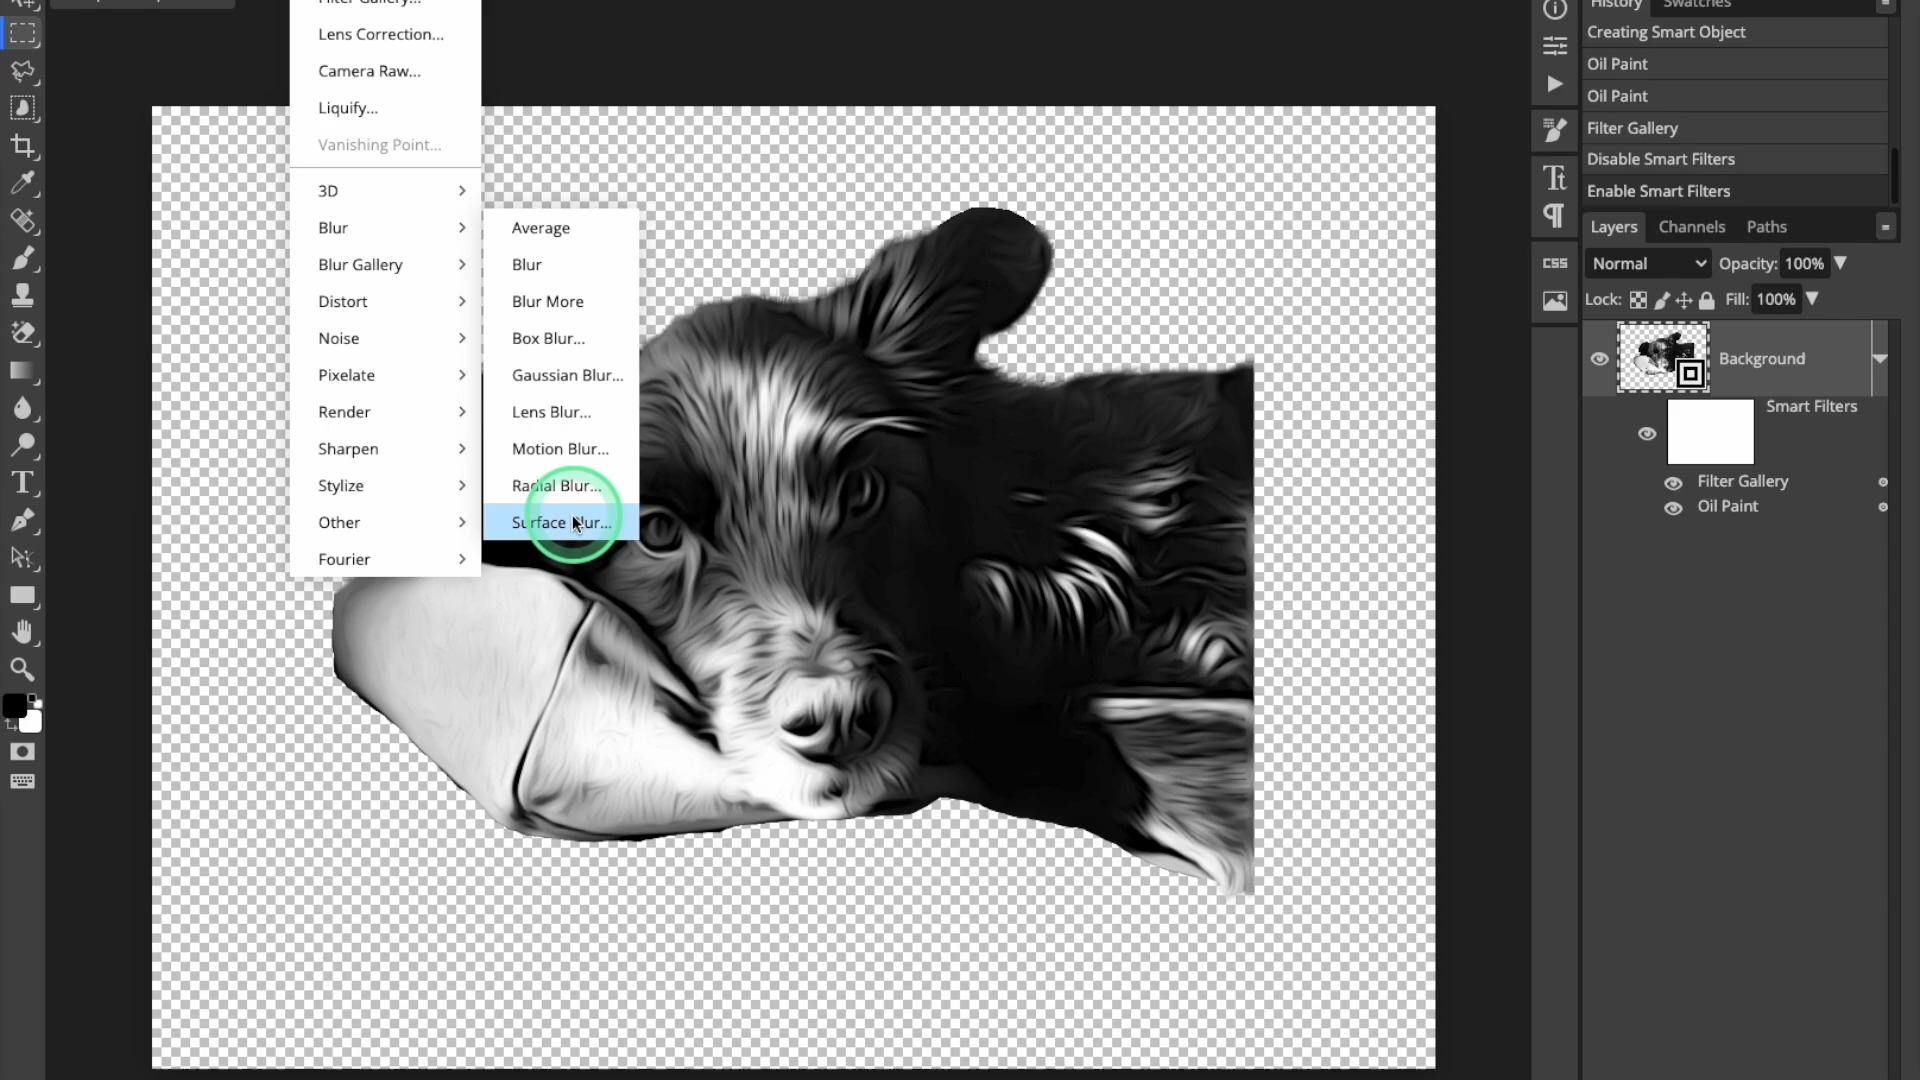 Filter Gallery...
Lens Correction...
Camera Raw...
Liquify...
Vanishing Point...
3D
Blur
Blur Gallery
Distort
Noise
Pixelate
Render
Sharpen
Stylize
Other
Fourier
Average
Blur
Blur More
Box Blur...
Gaussian Blur...
Lens Blur...
Motion Blur...
Radial Blur...
Surface Blur...
History Swatches
Creating Smart Object
Oil Paint
Oil Paint
Filter Gallery
Disable Smart Filters
Enable Smart Filters
CSS
Layers Channels Paths
Normal Opacity: 100%
Lock: Fill: 100%
Background
Smart Filters
Filter Gallery
Oil Paint